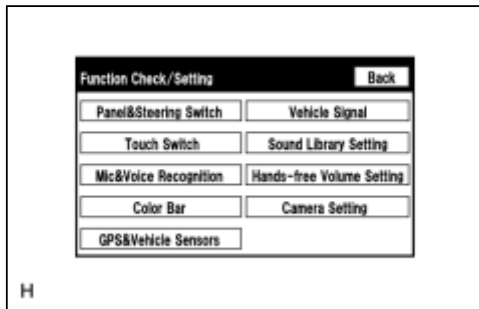 Function Check/Setting Back
Panel&Steering Switch Vehicle Signal
Touch Switch Sound Library Setting
Mic&Voice Recognition Hands-free Volume Setting
Color Bar Camera Setting
GPS&Vehicle Sensors
H